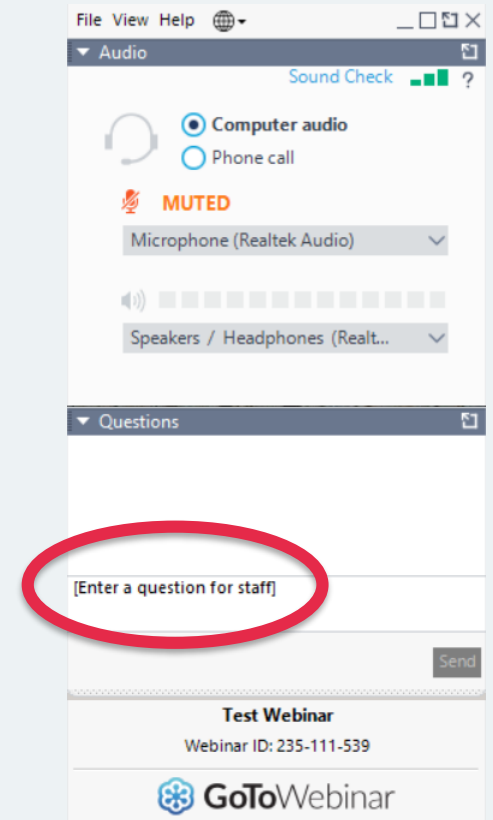 File View Help
Audio
Sound Check ?
Computer audio
Phone call
MUTED
Microphone (Realtek Audio)
Speakers / Headphones (Realt...
Questions
[Enter a question for staff]
Send
Test Webinar
Webinar ID: 235-111-539
GoToWebinar